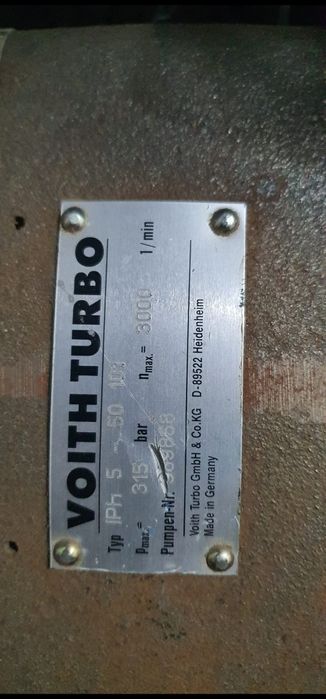 VOITH TURBO
Typ IPh 5 - 50
Pmax.= 315 bar nmax.= 3000 1/min
Pumpen-Nr.
Voith Turbo GmbH & Co.KG D-89522 Heidenheim
Made in Germany